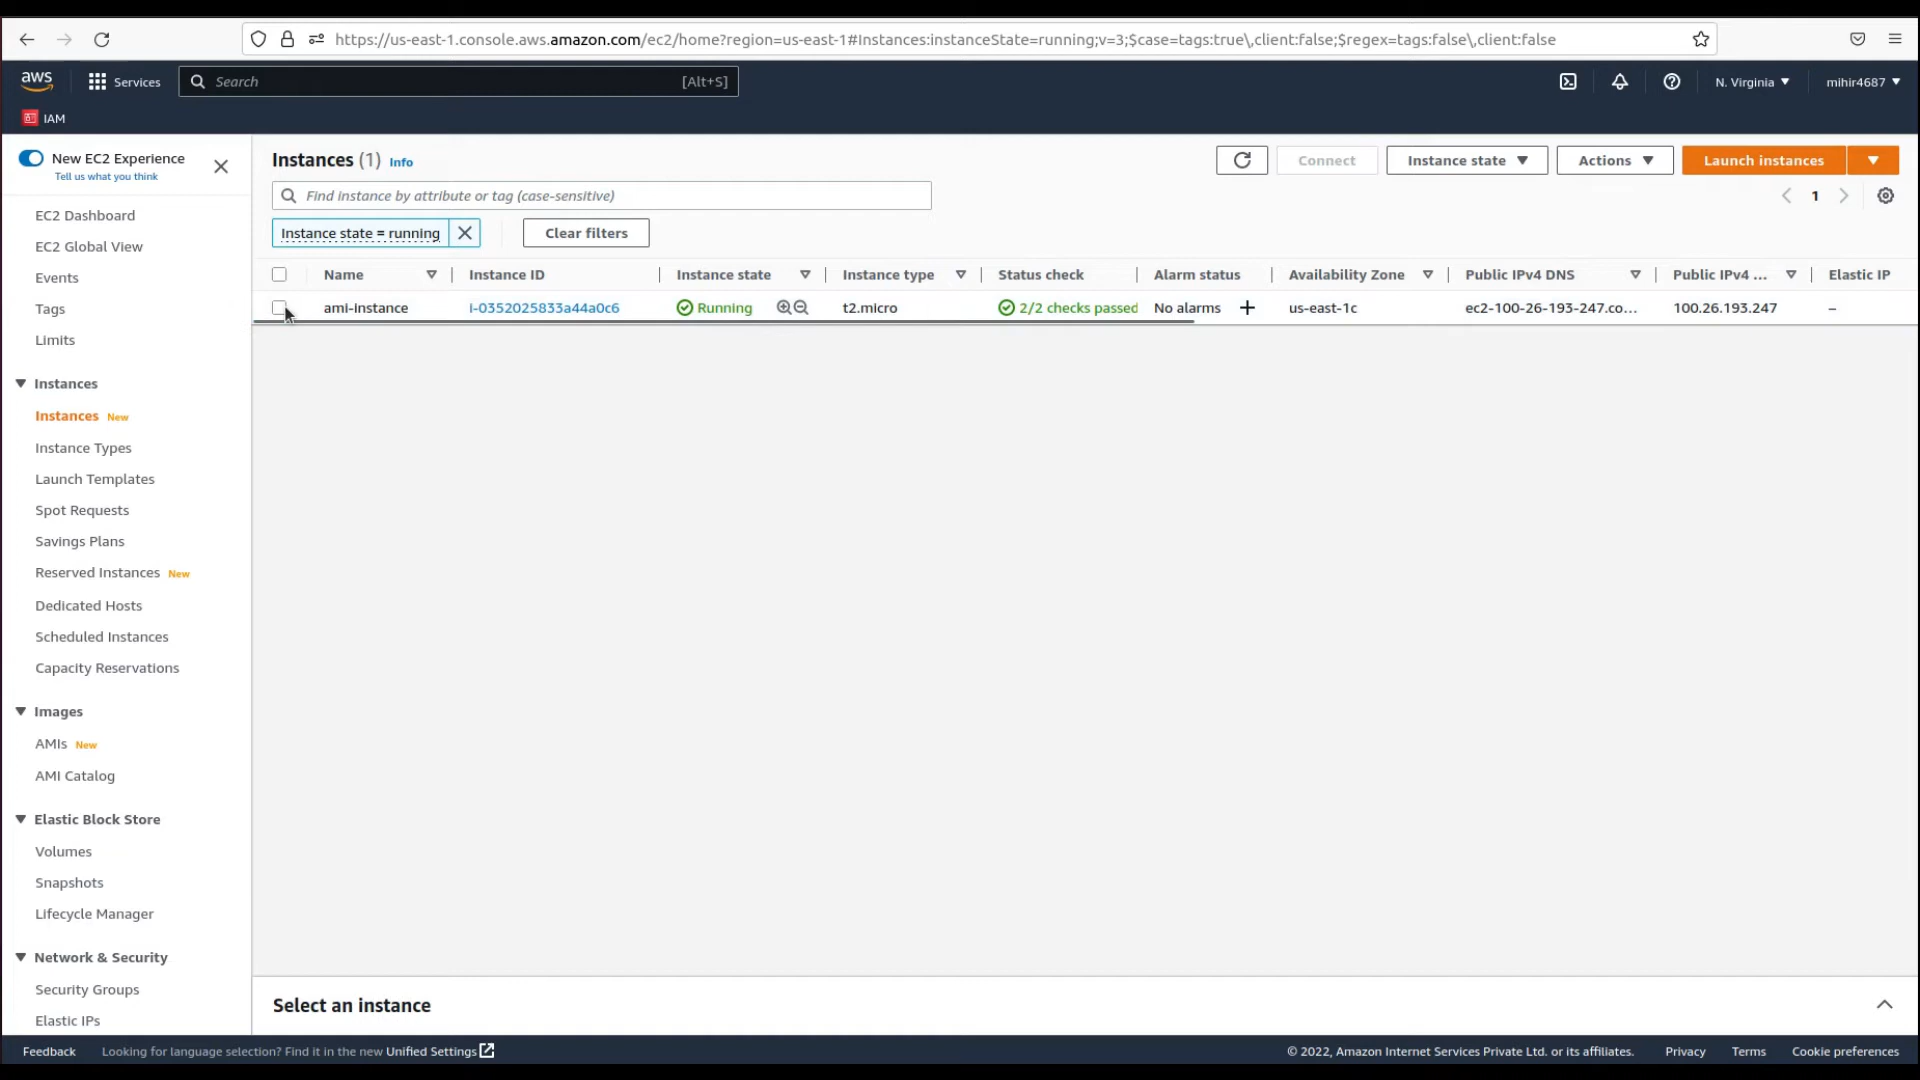 https://us-east-1.console.aws.amazon.com/ec2/home?region=us-east-1#Instances:instanceState=running;v=3;$case=tags:true\,client:false;$regex=tags:false\,client:false
aws Services Search [Alt+S] N. Virginia mihir4687
IAM
New EC2 Experience
Tell us what you think
EC2 Dashboard
EC2 Global View
Events
Tags
Limits
Instances
Instances New
Instance Types
Launch Templates
Spot Requests
Savings Plans
Reserved Instances New
Dedicated Hosts
Scheduled Instances
Capacity Reservations
Images
AMIs New
AMI Catalog
Elastic Block Store
Volumes
Snapshots
Lifecycle Manager
Network & Security
Security Groups
Elastic IPs
Instances (1) Info Connect Instance state Actions Launch instances
Find instance by attribute or tag (case-sensitive) 1
Instance state = running Clear filters
Name Instance ID Instance state Instance type Status check Alarm status Availability Zone Public IPv4 DNS Public IPv4 ... Elastic IP
ami-instance i-0352025833a44a0c6 Running t2.micro 2/2 checks passed No alarms + us-east-1c ec2-100-26-193-247.co... 100.26.193.247 –
Select an instance
Feedback Looking for language selection? Find it in the new Unified Settings © 2022, Amazon Internet Services Private Ltd. or its affiliates. Privacy Terms Cookie preferences